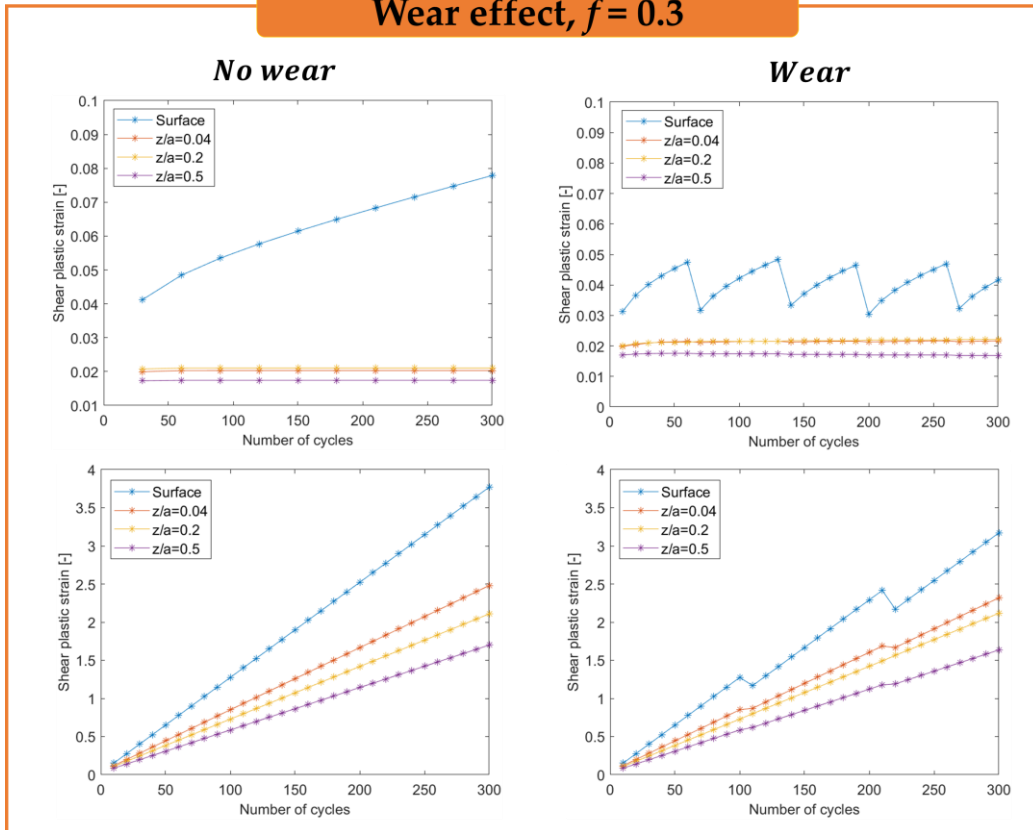 Wear effect, f = 0.3
No wear
Wear
0.1
0.09
0.08
0.07
0.06
0.05
0.04
0.03
0.02
0.01
Shear plastic strain [-]
Surface
z/a=0.04
z/a=0.2
z/a=0.5
0 50 100 150 200 250 300
Number of cycles
0.1
0.09
0.08
0.07
0.06
0.05
0.04
0.03
0.02
0.01
0
Shear plastic strain [-]
Surface
z/a=0.04
z/a=0.2
z/a=0.5
0 50 100 150 200 250 300
Number of cycles
4
3.5
3
2.5
2
1.5
1
0.5
0
Shear plastic strain [-]
Surface
z/a=0.04
z/a=0.2
z/a=0.5
0 50 100 150 200 250 300
Number of cycles
4
3.5
3
2.5
2
1.5
1
0.5
0
Shear plastic strain [-]
Surface
z/a=0.04
z/a=0.2
z/a=0.5
0 50 100 150 200 250 300
Number of cycles